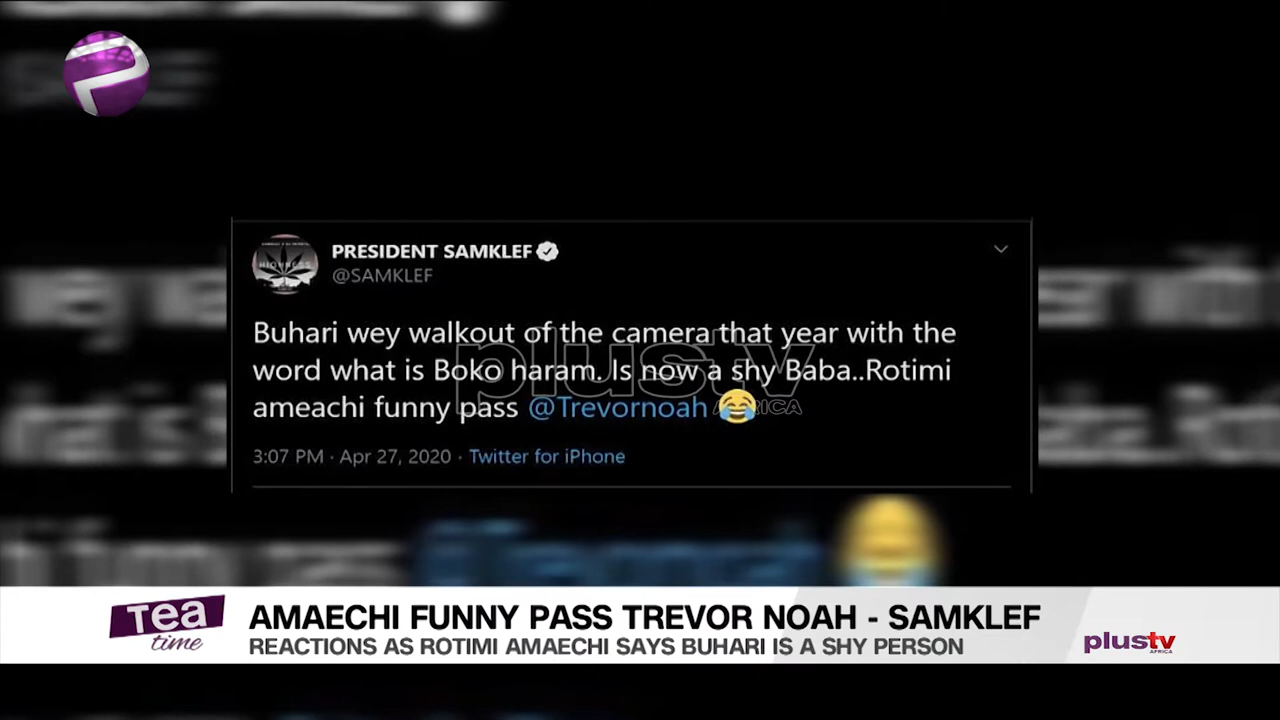 PRESIDENT SAMKLEF
@SAMKLEF
Buhari wey walkout of the camera that year with the
word what is Boko haram. Is now a shy Baba..Rotimi
ameachi funny pass @Trevornoah 😂
3:07 PM · Apr 27, 2020 · Twitter for iPhone
plustv
AFRICA
Tea
time
AMAECHI FUNNY PASS TREVOR NOAH - SAMKLEF
REACTIONS AS ROTIMI AMAECHI SAYS BUHARI IS A SHY PERSON
plustv
AFRICA